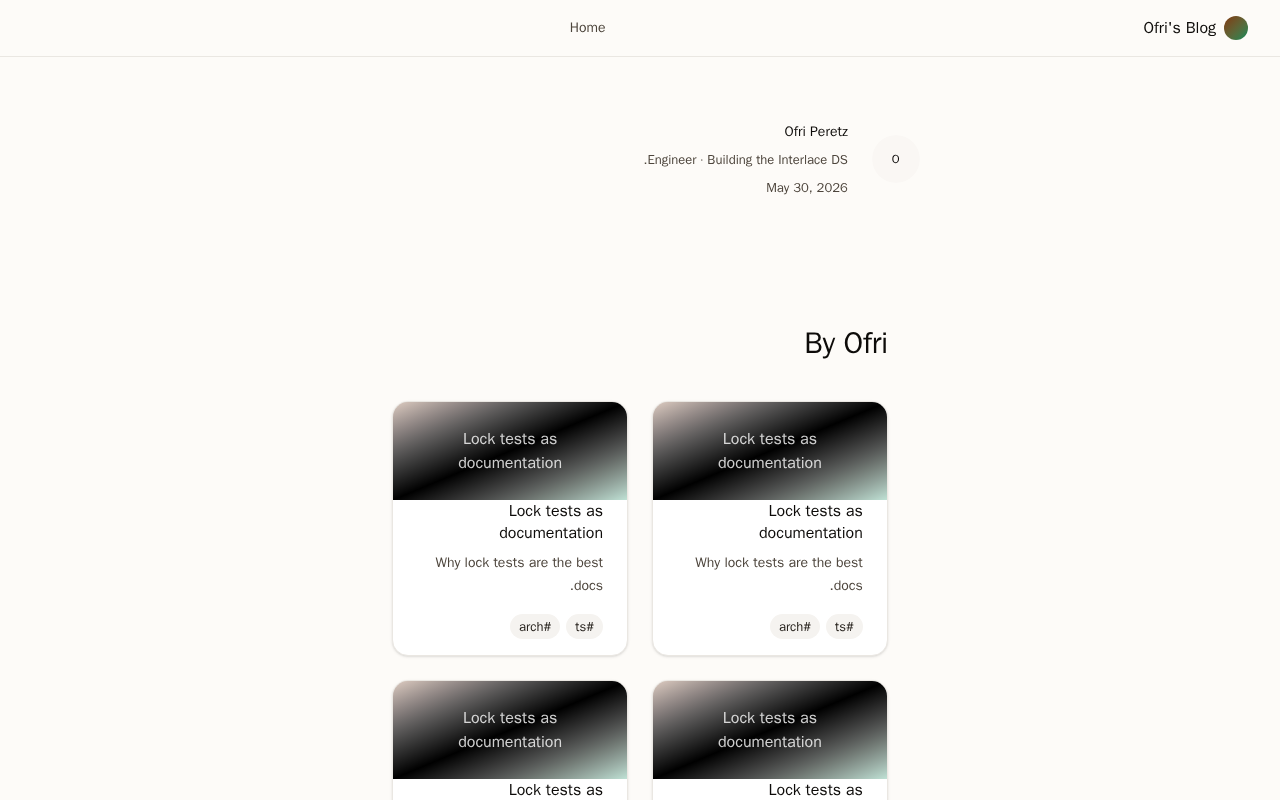 Ofri's Blog
Home
Ofri Peretz
.Engineer · Building the Interlace DS
May 30, 2026
O
By Ofri
Lock tests as
documentation
Lock tests as
documentation
Why lock tests are the best
.docs
ts#
arch#
Lock tests as
documentation
Lock tests as
documentation
Why lock tests are the best
.docs
ts#
arch#
Lock tests as
documentation
Lock tests as
Lock tests as
documentation
Lock tests as